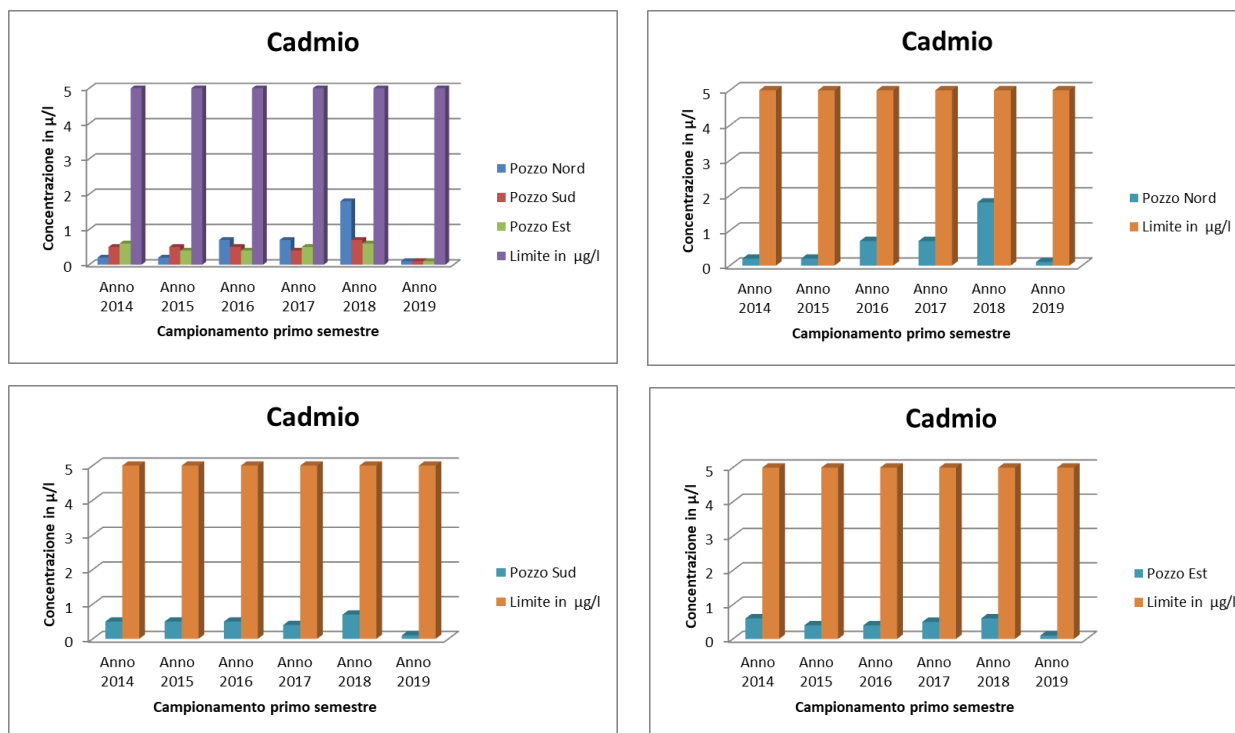 Cadmio
Concentrazione in µ/l
5
4
3
2
1
0
Anno 2014
Anno 2015
Anno 2016
Anno 2017
Anno 2018
Anno 2019
Campionamento primo semestre
Pozzo Nord
Pozzo Sud
Pozzo Est
Limite in µg/l
Cadmio
Concentrazione in µ/l
5
4
3
2
1
0
Anno 2014
Anno 2015
Anno 2016
Anno 2017
Anno 2018
Anno 2019
Campionamento primo semestre
Pozzo Nord
Limite in µg/l
Cadmio
Concentrazione in µ/l
5
4
3
2
1
0
Anno 2014
Anno 2015
Anno 2016
Anno 2017
Anno 2018
Anno 2019
Campionamento primo semestre
Pozzo Sud
Limite in µg/l
Cadmio
Concentrazione in µ/l
5
4
3
2
1
0
Anno 2014
Anno 2015
Anno 2016
Anno 2017
Anno 2018
Anno 2019
Campionamento primo semestre
Pozzo Est
Limite in µg/l